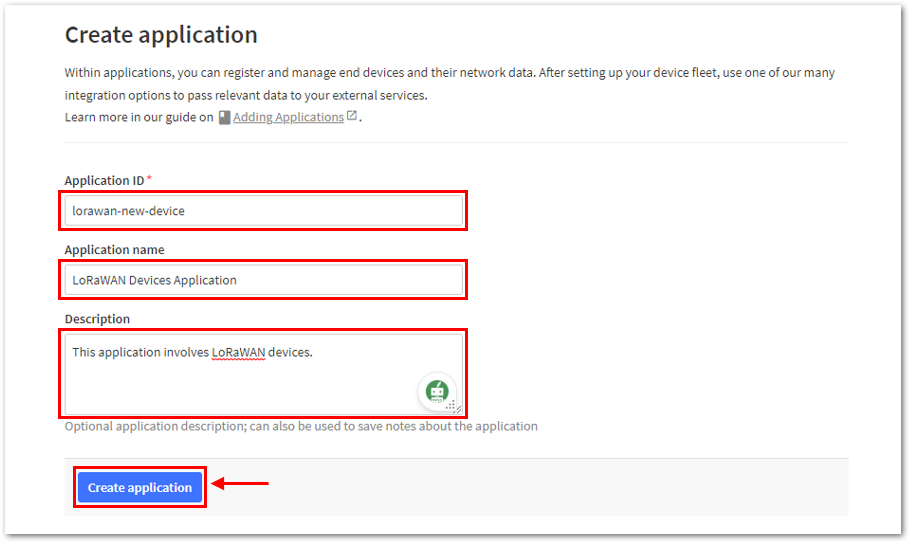 Create application
Within applications, you can register and manage end devices and their network data. After setting up your device fleet, use one of our many
integration options to pass relevant data to your external services.
Learn more in our guide on Adding Applications.
Application ID*
lorawan-new-device
Application name
LoRaWAN Devices Application
Description
This application involves LoRaWAN devices.
Optional application description; can also be used to save notes about the application
Create application